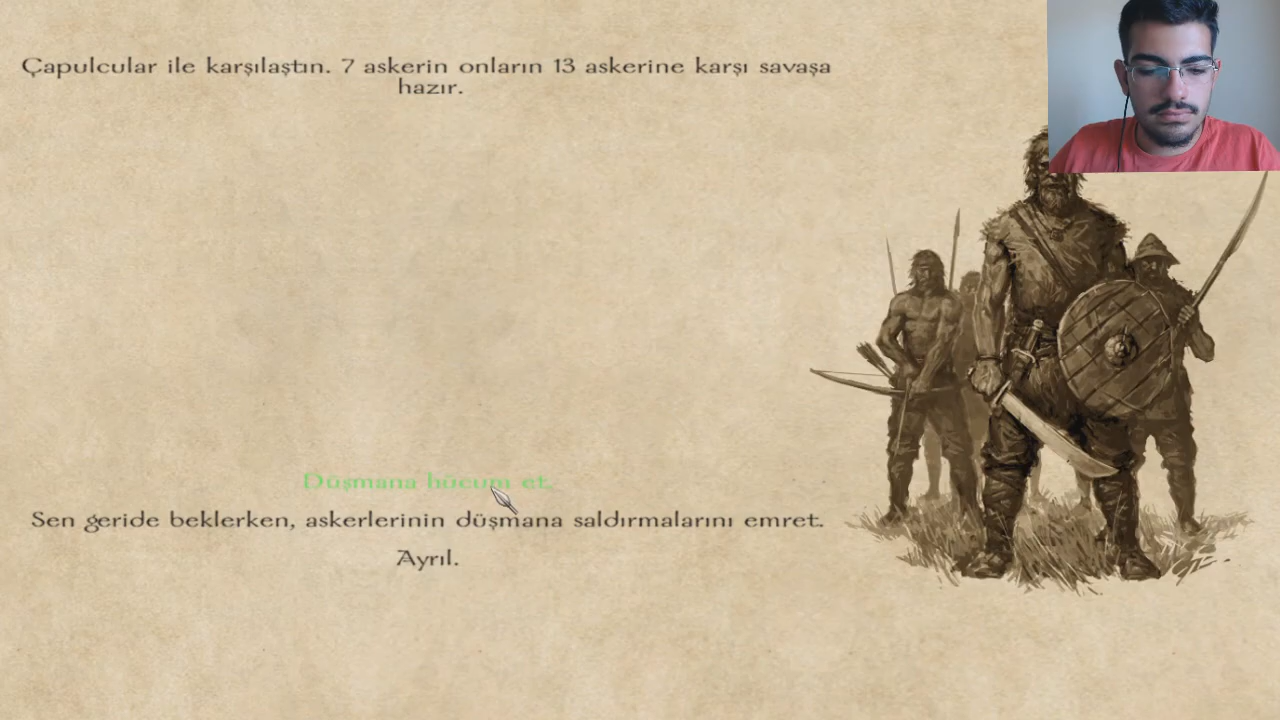 Çapulcular ile karşılaştın. 7 askerin onların 13 askerine karşı savaşa
hazır.
Düşmana hücum et.
Sen geride beklerken, askerlerinin düşmana saldırmalarını emret.
Ayrıl.